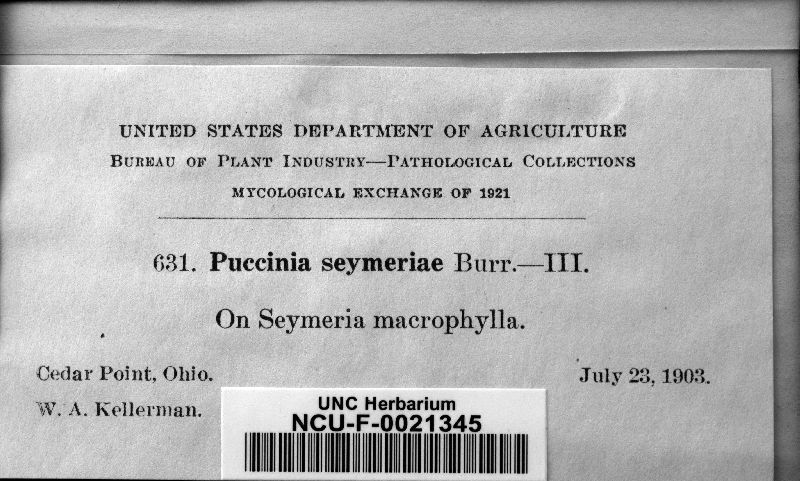 UNITED STATES DEPARTMENT OF AGRICULTURE
BUREAU OF PLANT INDUSTRY—PATHOLOGICAL COLLECTIONS
MYCOLOGICAL EXCHANGE OF 1921
631. Puccinia seymeriae Burr.—III.
On Seymeria macrophylla.
Cedar Point, Ohio. July 23, 1903.
W. A. Kellerman.
UNC Herbarium
NCU-F-0021345